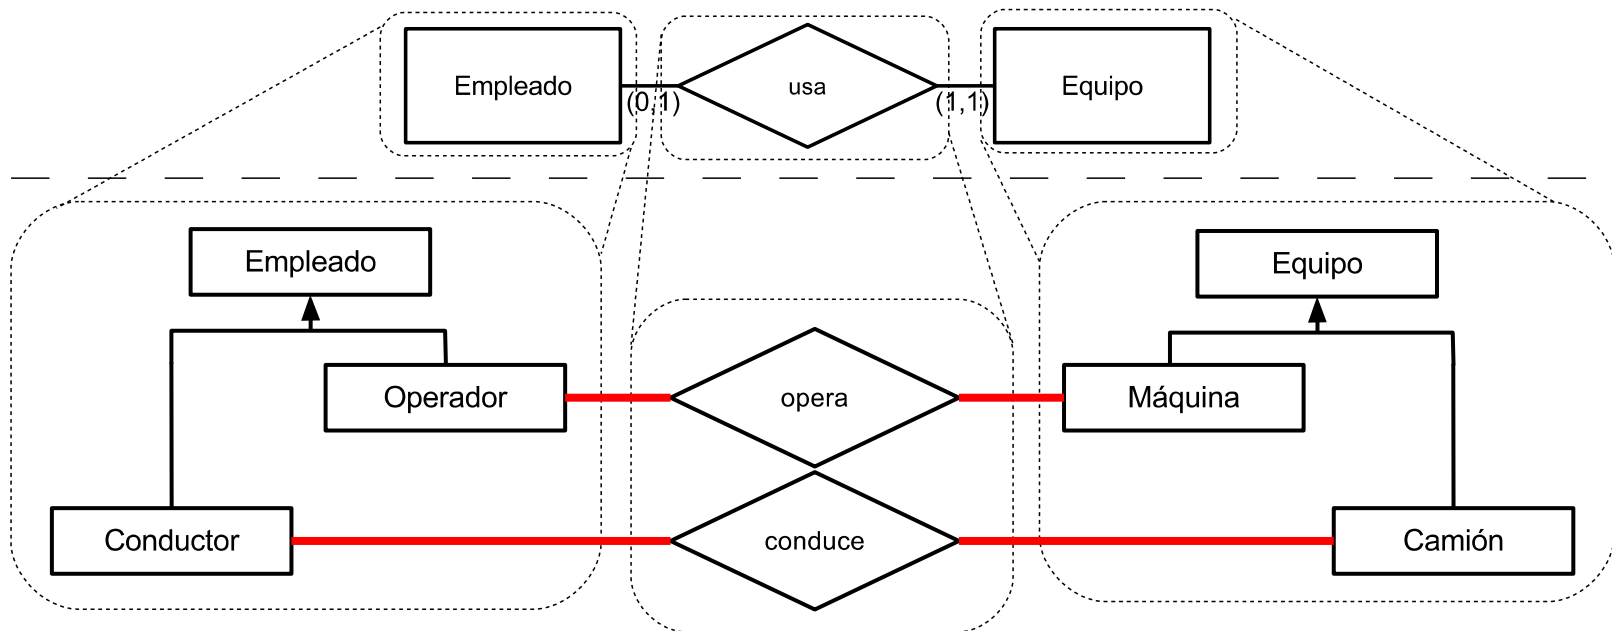 Empleado
(0,1)
usa
(1,1)
Equipo
Empleado
Equipo
Operador
opera
Máquina
Conductor
conduce
Camión